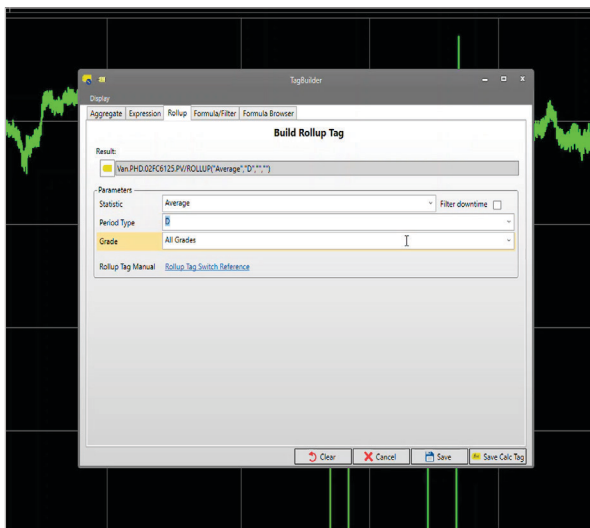 TagBuilder
Display
Aggregate Expression Rollup Formula/Filter Formula Browser
Build Rollup Tag
Result:
Van.PHD.02FC6125.PV/ROLLUP("Average","D","","")
Parameters
Statistic Average Filter downtime
Period Type D
Grade All Grades
Rollup Tag Manual Rollup Tag Switch Reference
Clear Cancel Save Save Calc Tag